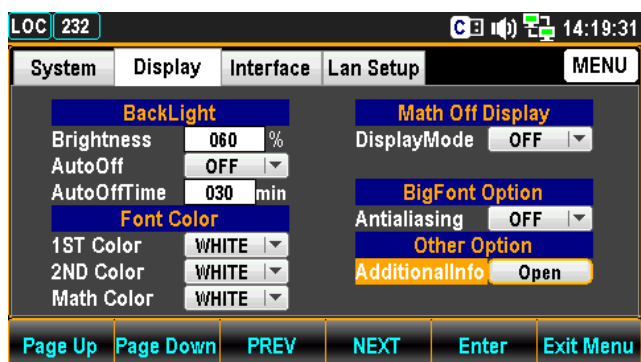 LOC 232 C 14:19:31
System Display Interface Lan Setup MENU
BackLight
Brightness 060 %
AutoOff OFF
AutoOffTime 030 min
Font Color
1ST Color WHITE
2ND Color WHITE
Math Color WHITE
Math Off Display
DisplayMode OFF
BigFont Option
Antialiasing OFF
Other Option
AdditionalInfo Open
Page Up Page Down PREV NEXT Enter Exit Menu